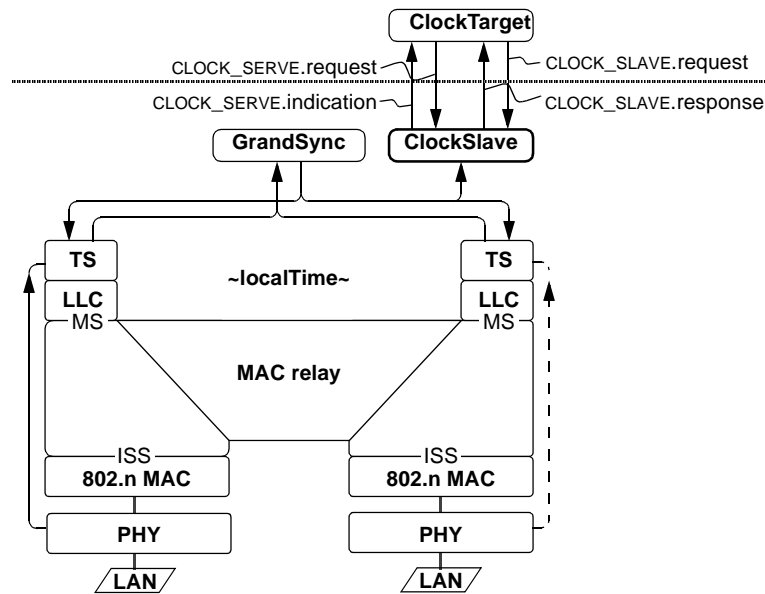 ClockTarget
CLOCK_SERVE.request
CLOCK_SLAVE.request
CLOCK_SERVE.indication
CLOCK_SLAVE.response
GrandSync
ClockSlave
TS
TS
~localTime~
LLC
LLC
MS
MS
MAC relay
ISS
ISS
802.n MAC
802.n MAC
PHY
PHY
LAN
LAN